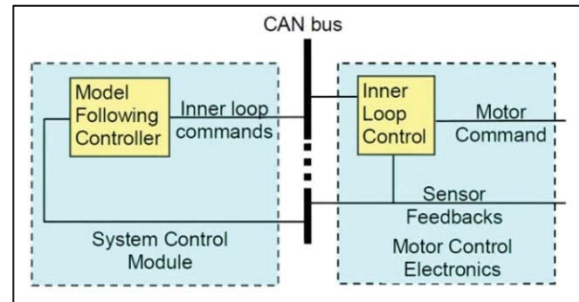 CAN bus
Model
Following
Controller
Inner loop
commands
System Control
Module
Inner
Loop
Control
Motor
Command
Sensor
Feedbacks
Motor Control
Electronics